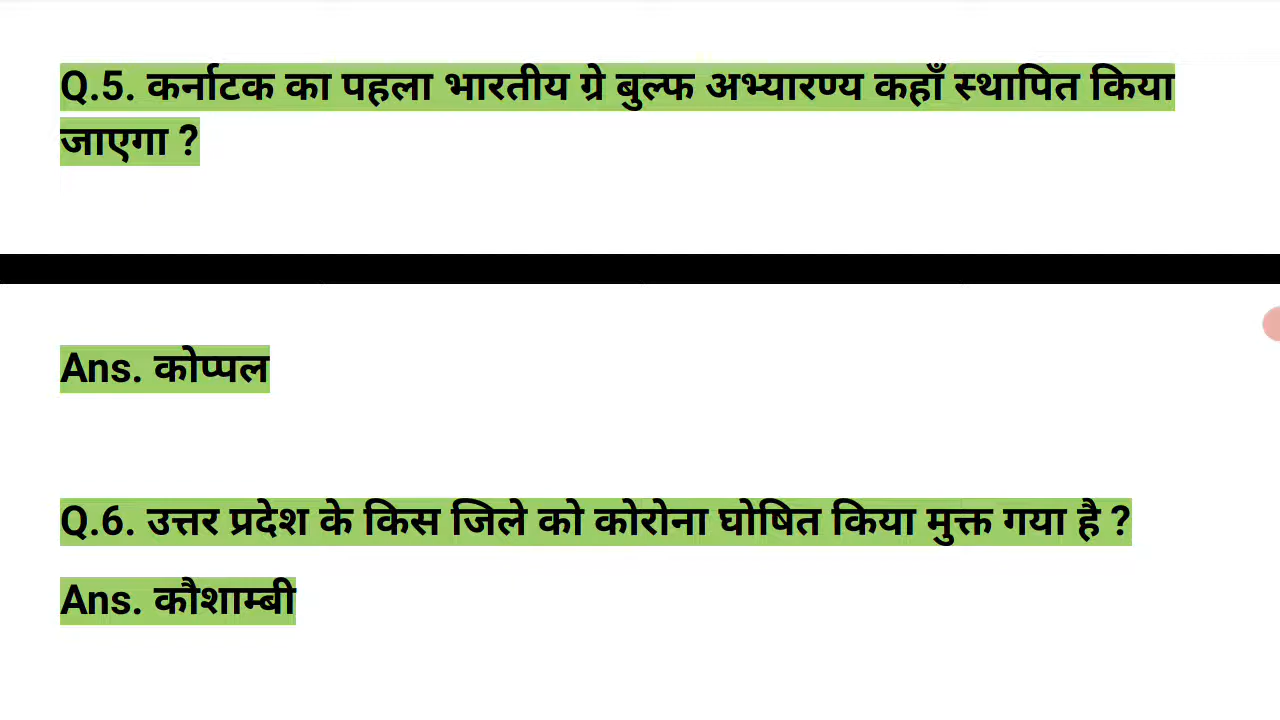 Q.5. कर्नाटक का पहला भारतीय ग्रे बुल्फ अभ्यारण्य कहाँ स्थापित किया
जाएगा ?
Ans. कोप्पल
Q.6. उत्तर प्रदेश के किस जिले को कोरोना घोषित किया मुक्त गया है ?
Ans. कौशाम्बी